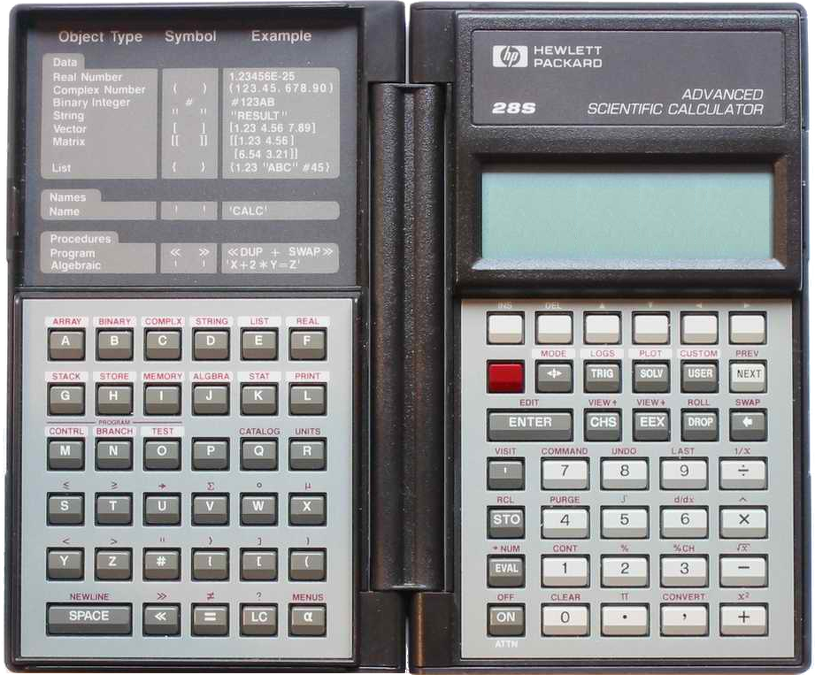 Object Type Symbol Example
Data
Real Number 1.23456E-25
Complex Number ( ) (123.45, 678.90)
Binary Integer # #123AB
String " " "RESULT"
Vector [ ] [1.23 4.56 7.89]
Matrix [[ ]] [[1.23 4.56]
[6.54 3.21]]
List { } {1.23 "ABC" #45}
Names
Name ' ' 'CALC'
Procedures
Program « » «DUP + SWAP»
Algebraic ' ' 'X+2*Y=Z'
ARRAY BINARY COMPLX STRING LIST REAL
A B C D E F
STACK STORE MEMORY ALGBRA STAT PRINT
G H I J K L
PROGRAM
CONTRL BRANCH TEST CATALOG UNITS
M N O P Q R
≤ ≥ → Σ ° μ
S T U V W X
< > " } ] )
Y Z # { [ (
NEWLINE » ≠ ? MENUS
SPACE « = LC α
hp HEWLETT
PACKARD
28S ADVANCED
SCIENTIFIC CALCULATOR
INS DEL ▲ ▼ ◄ ►
MODE LOGS PLOT CUSTOM PREV
TRIG SOLV USER NEXT
EDIT VIEW↑ VIEW↓ ROLL SWAP
ENTER CHS EEX DROP
VISIT COMMAND UNDO LAST 1/x
' 7 8 9 ÷
RCL PURGE ∫ d/dx ^
STO 4 5 6 ×
→NUM CONT % %CH √x
EVAL 1 2 3 −
OFF CLEAR π CONVERT x²
ON 0 . , +
ATTN